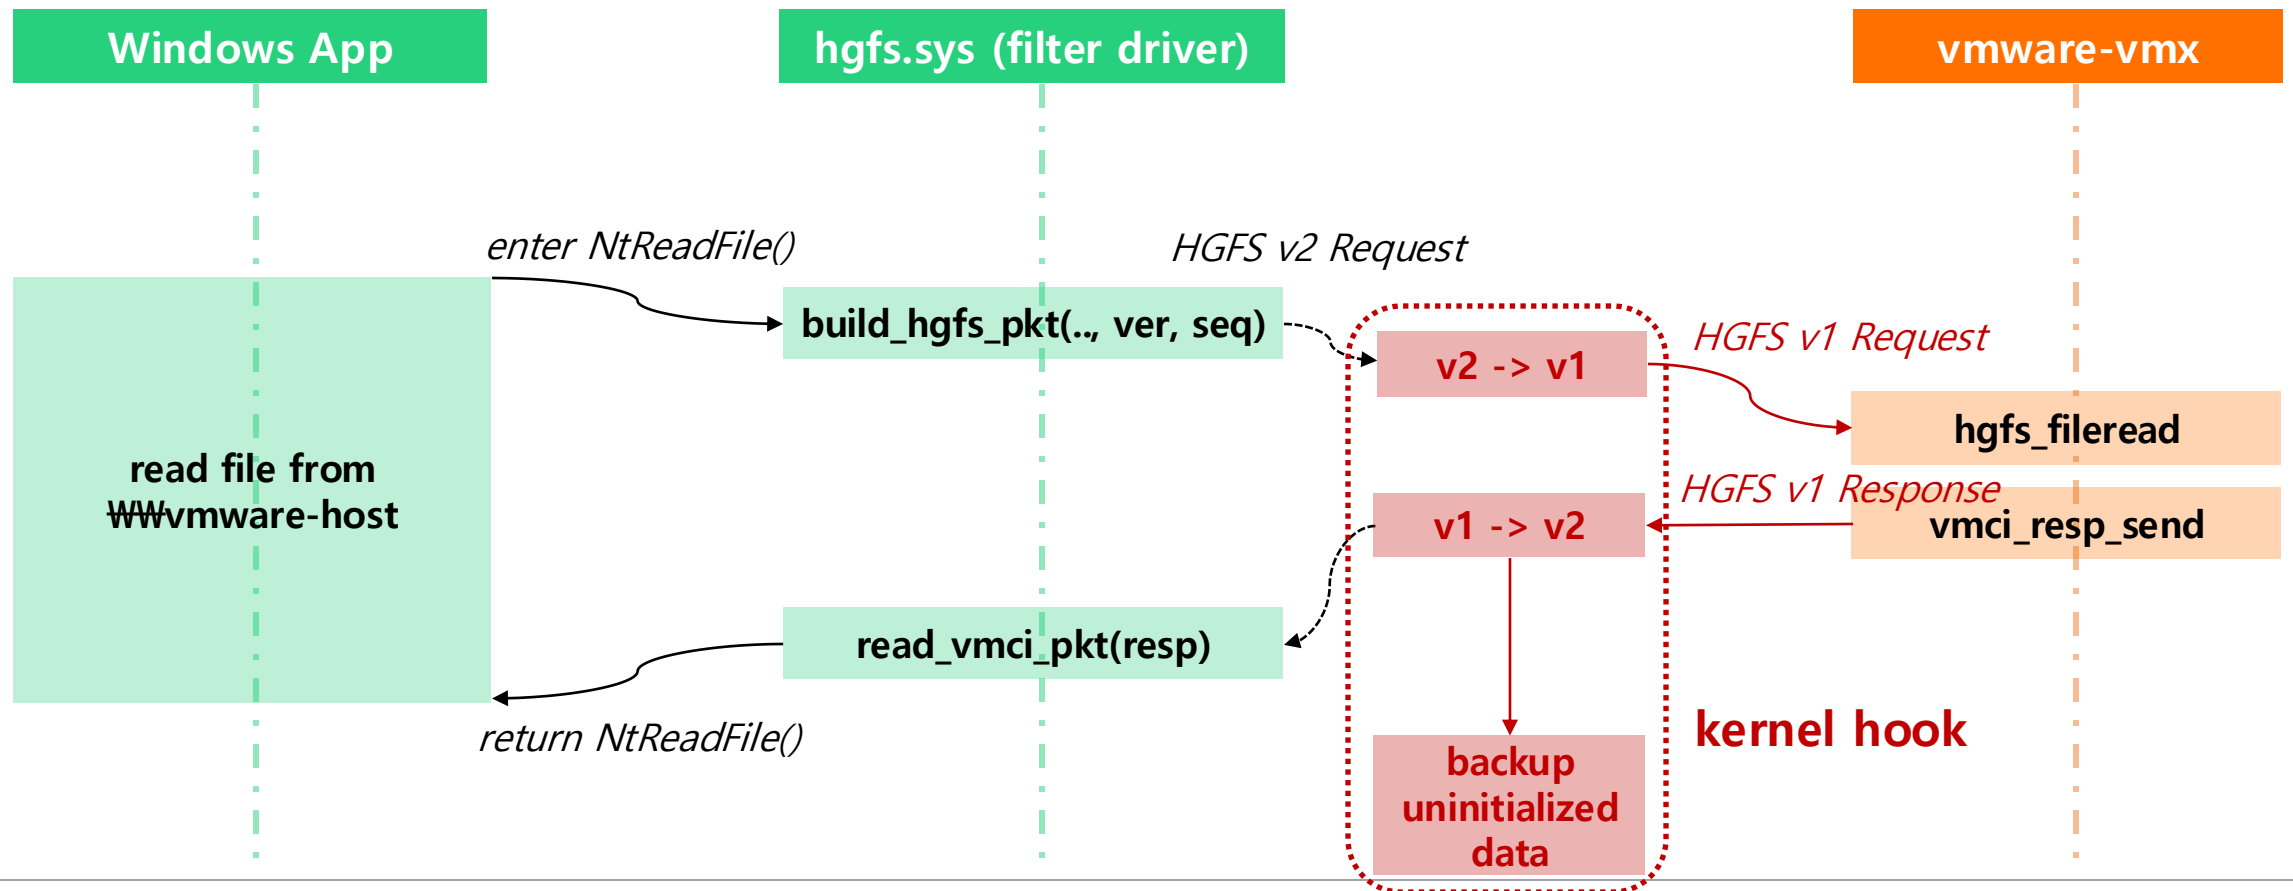 Windows App
hgfs.sys (filter driver)
vmware-vmx
enter NtReadFile()
HGFS v2 Request
build_hgfs_pkt(.., ver, seq)
v2 -> v1
HGFS v1 Request
hgfs_fileread
read file from
₩₩vmware-host
HGFS v1 Response
v1 -> v2
vmci_resp_send
read_vmci_pkt(resp)
return NtReadFile()
kernel hook
backup
uninitialized
data